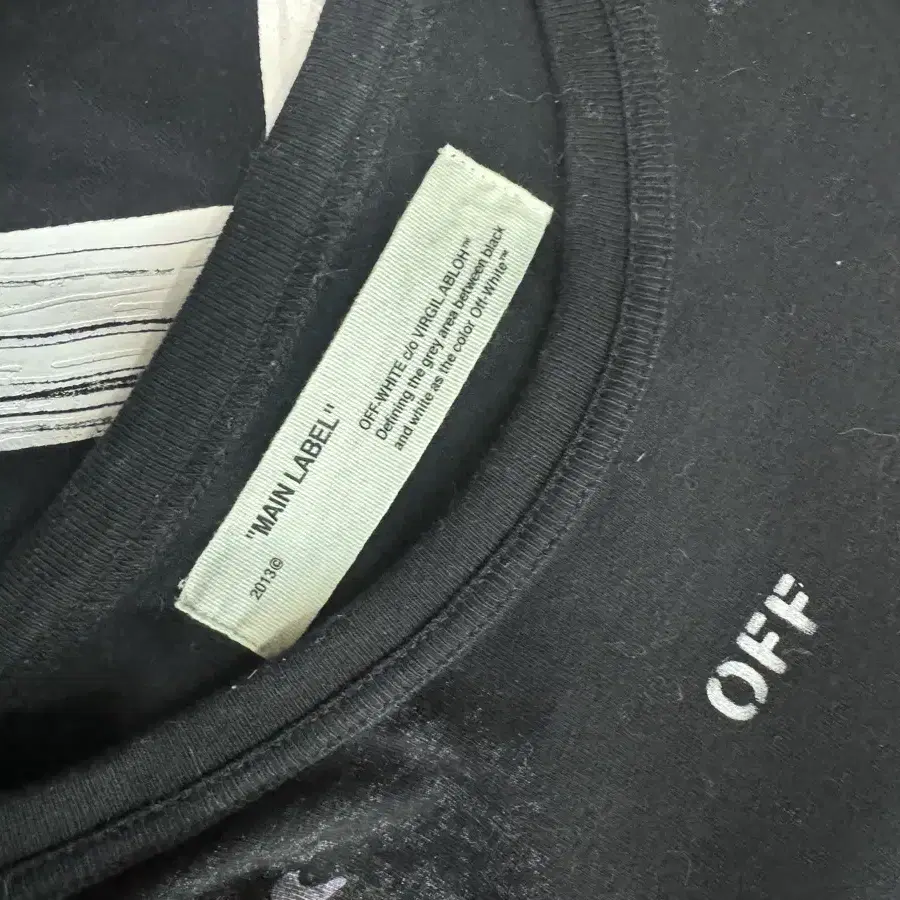 "MAIN LABEL"
2013©
OFF-WHITE c/o VIRGIL ABLOH™
Defining the grey area between black
and white as the color Off-White™
OFF